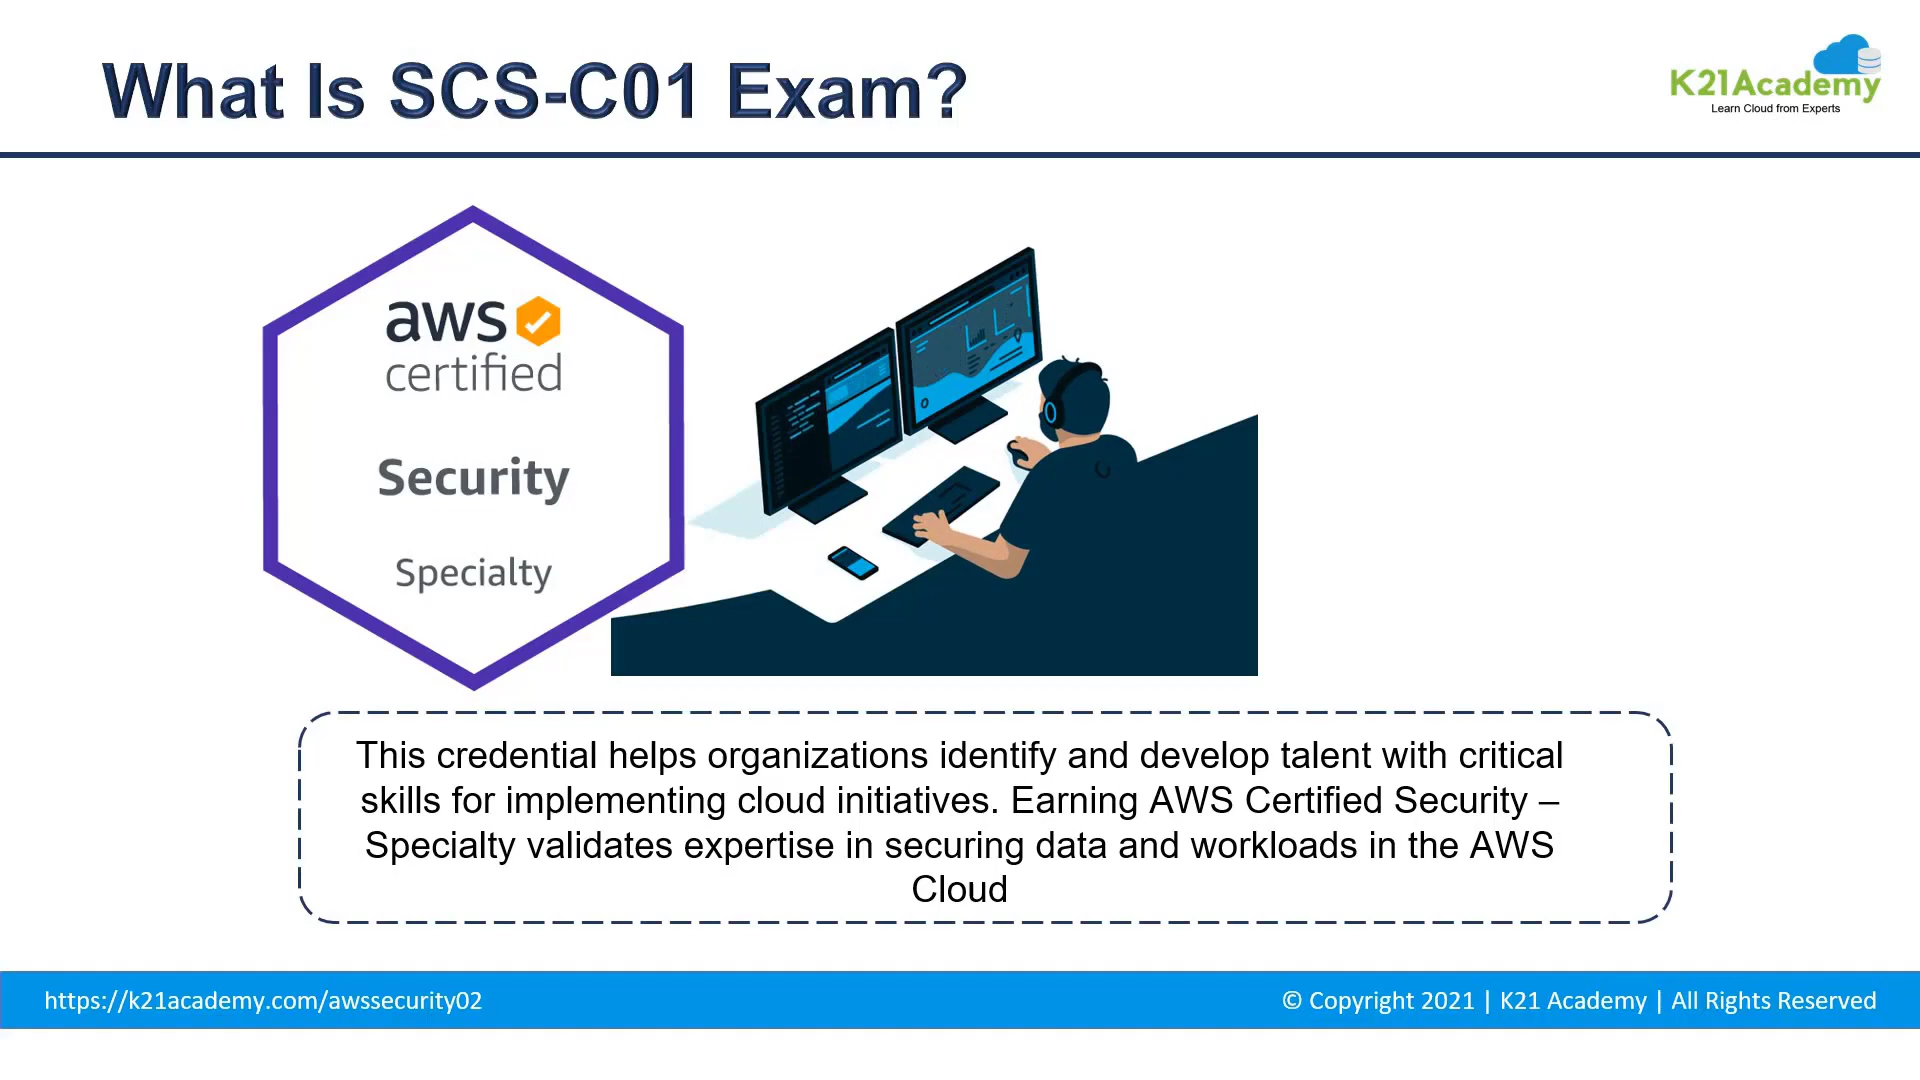 What Is SCS-C01 Exam?
K21Academy
Learn Cloud from Experts
aws
certified
Security
Specialty
This credential helps organizations identify and develop talent with critical
skills for implementing cloud initiatives. Earning AWS Certified Security –
Specialty validates expertise in securing data and workloads in the AWS
Cloud
https://k21academy.com/awssecurity02
© Copyright 2021 | K21 Academy | All Rights Reserved